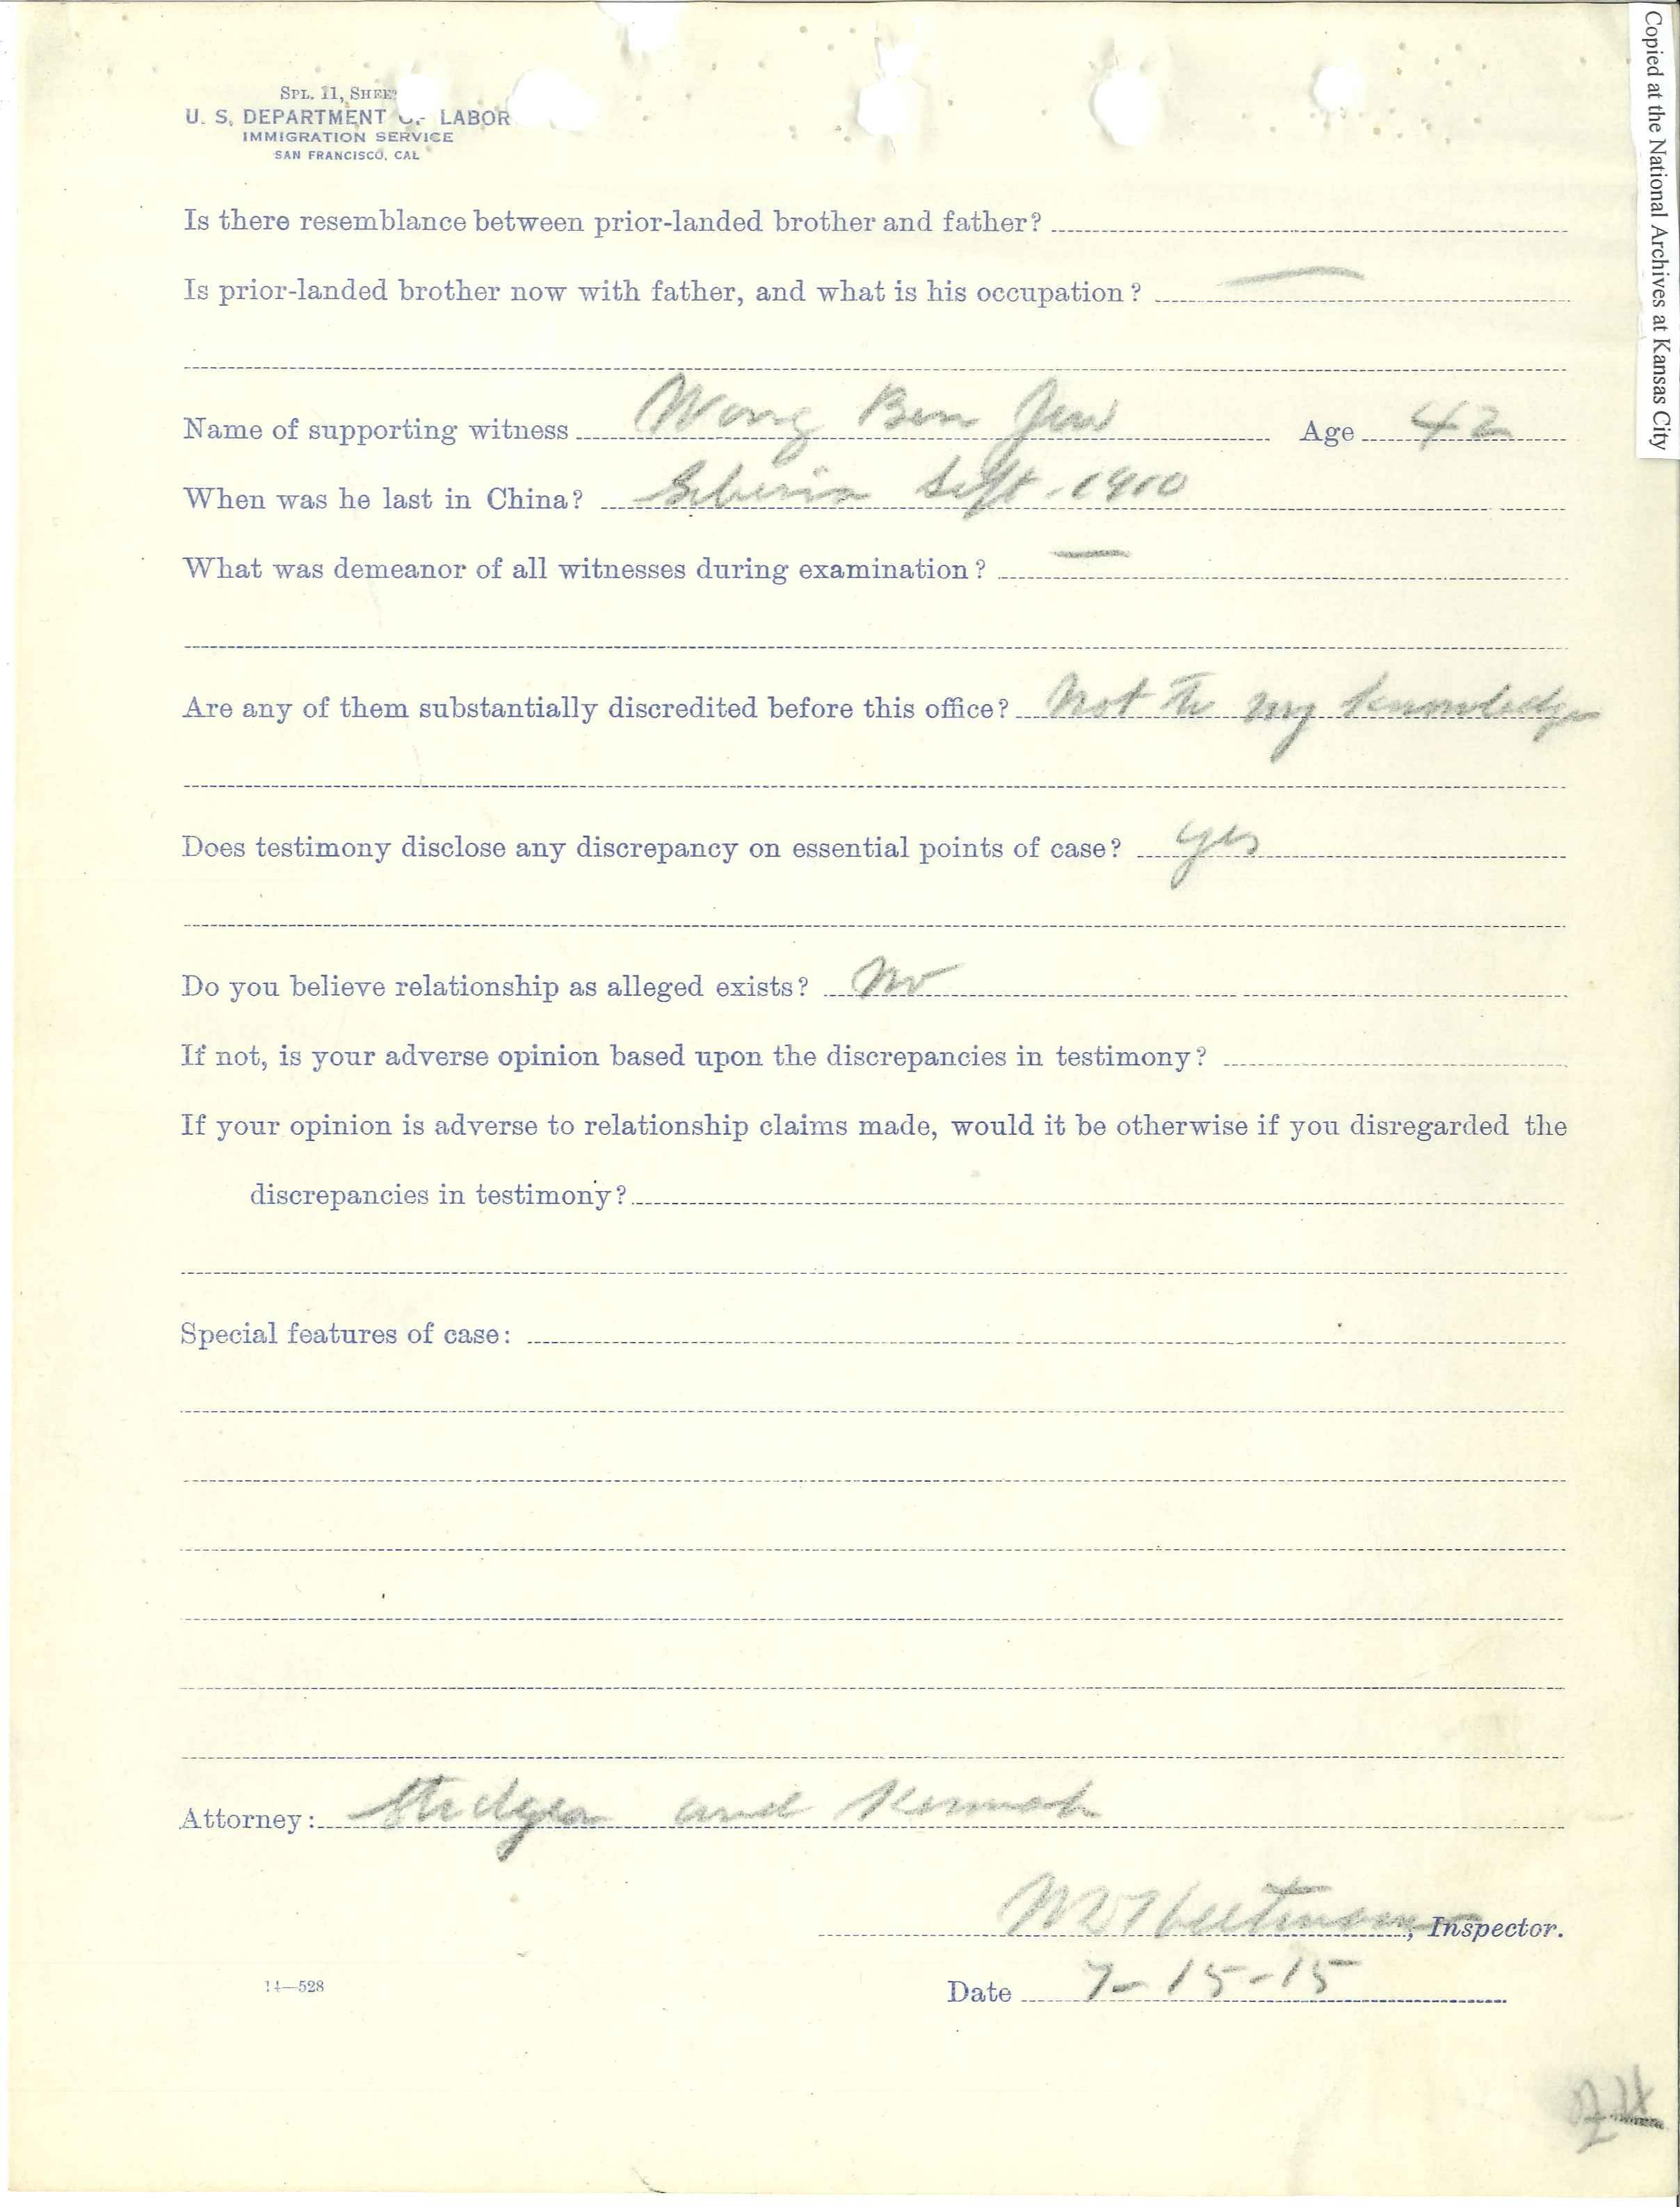 Copied at the National Archives at Kansas City
SPL. 11, SHEE
U. S. DEPARTMENT OF LABOR
IMMIGRATION SERVICE
SAN FRANCISCO, CAL
Is there resemblance between prior-landed brother and father?
Is prior-landed brother now with father, and what is his occupation? —
Name of supporting witness Wong Ben Jew Age 42
When was he last in China? Siberia Sept. 1910
What was demeanor of all witnesses during examination? —
Are any of them substantially discredited before this office? Not to my knowledge
Does testimony disclose any discrepancy on essential points of case? yes
Do you believe relationship as alleged exists? No
If not, is your adverse opinion based upon the discrepancies in testimony?
If your opinion is adverse to relationship claims made, would it be otherwise if you disregarded the
discrepancies in testimony?
Special features of case:
Attorney: and
, Inspector.
14—528
Date 7-15-15